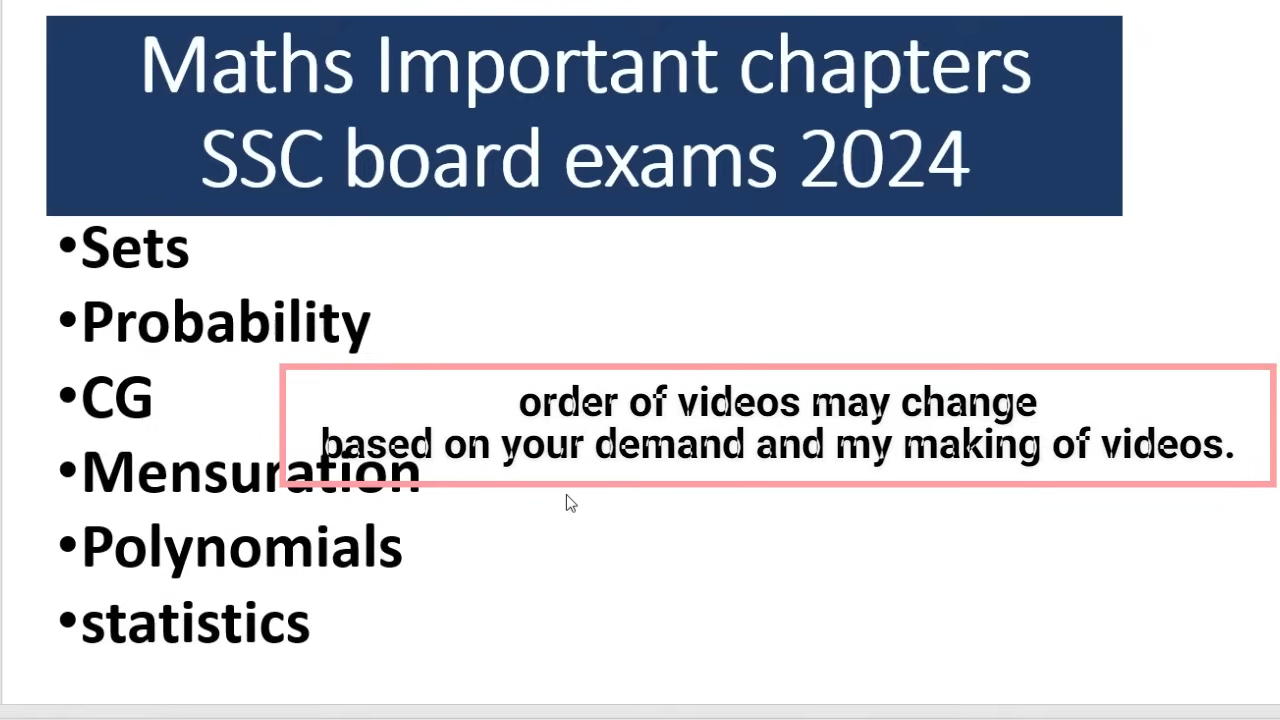 Maths Important chapters
SSC board exams 2024
•Sets
•Probability
•CG
order of videos may change
based on your demand and my making of videos.
•Mensuration
•Polynomials
•statistics